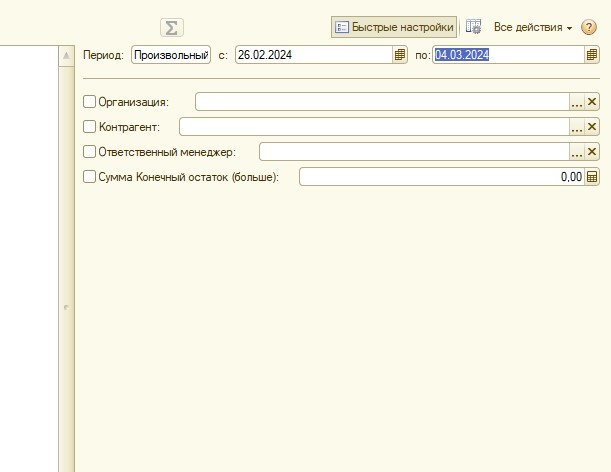 Σ Быстрые настройки Все действия ?
Период: Произвольный с: 26.02.2024 по: 04.03.2024
Организация: ... ×
Контрагент: ... ×
Ответственный менеджер: ... ×
Сумма Конечный остаток (больше): 0,00